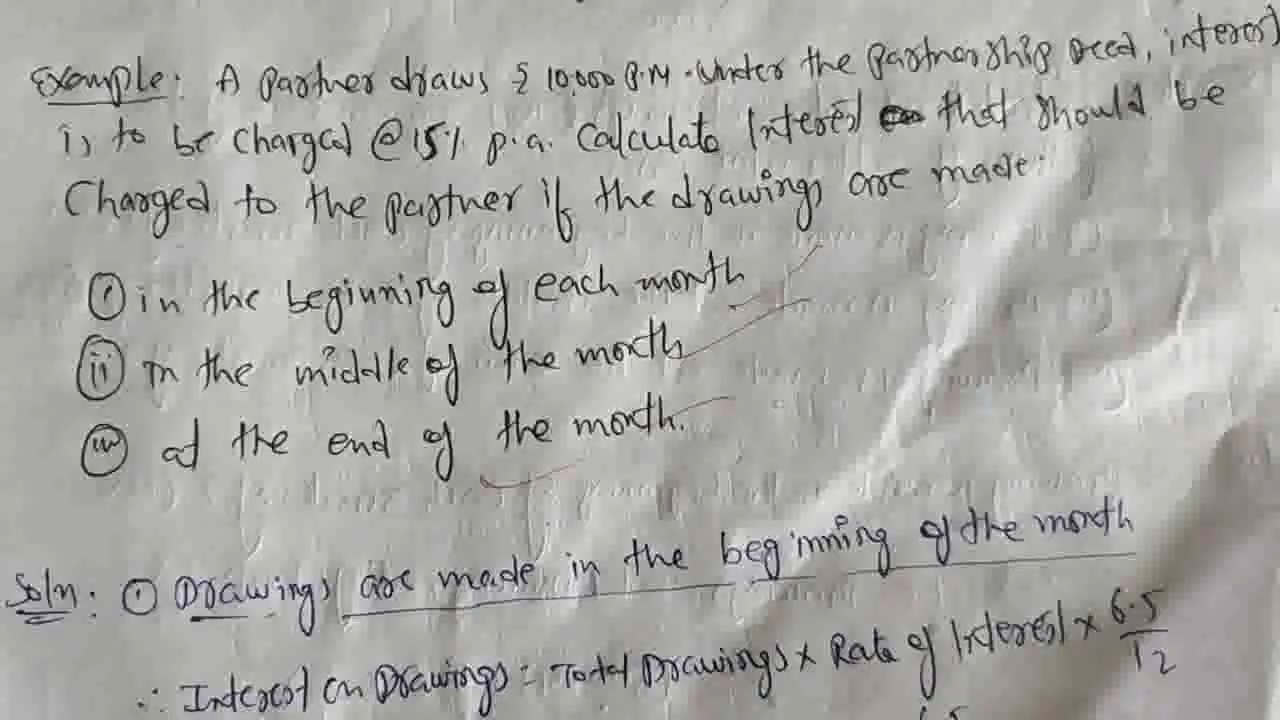 Example: A partner draws ₹ 10,000 P.M. Under the partnership Deed, interest
is to be charged @ 15% p.a. Calculate Interest that should be
Charged to the partner if the drawings are made:
(i) in the beginning of each month
(ii) in the middle of the month
(iii) at the end of the month.
Soln: (i) Drawings are made in the beginning of the month
∴ Interest on Drawings = Total Drawings × Rate of Interest × 6.5/12